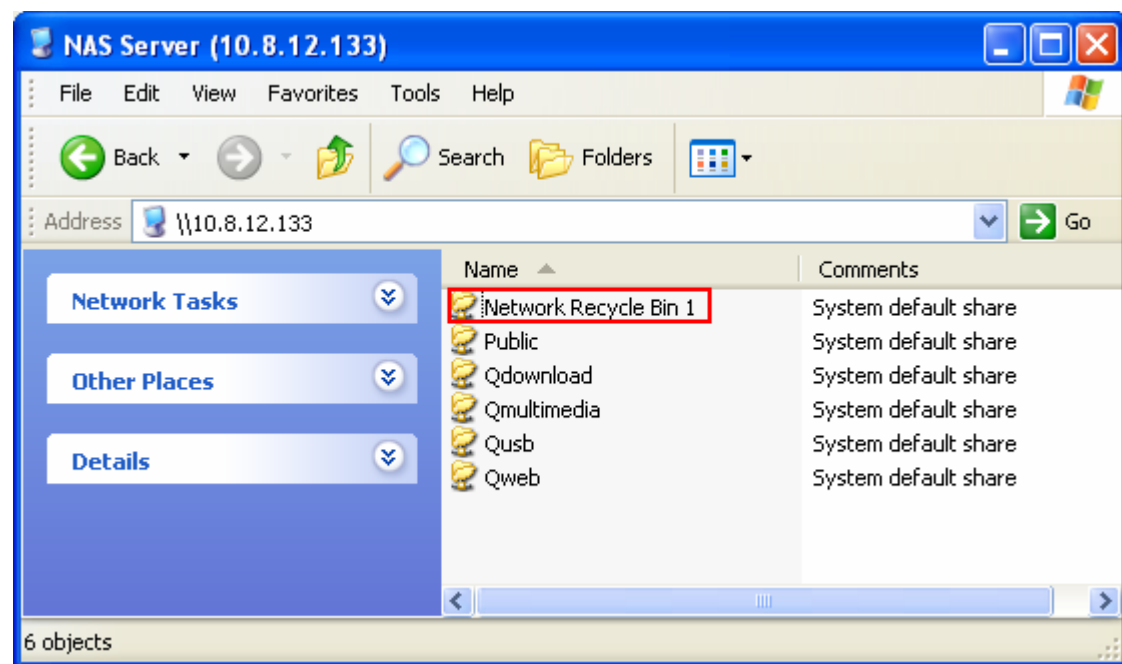 NAS Server (10.8.12.133)
File Edit View Favorites Tools Help
Back Search Folders
Address \\10.8.12.133 Go
Name Comments
Network Tasks
Other Places
Details
Network Recycle Bin 1 System default share
Public System default share
Qdownload System default share
Qmultimedia System default share
Qusb System default share
Qweb System default share
6 objects